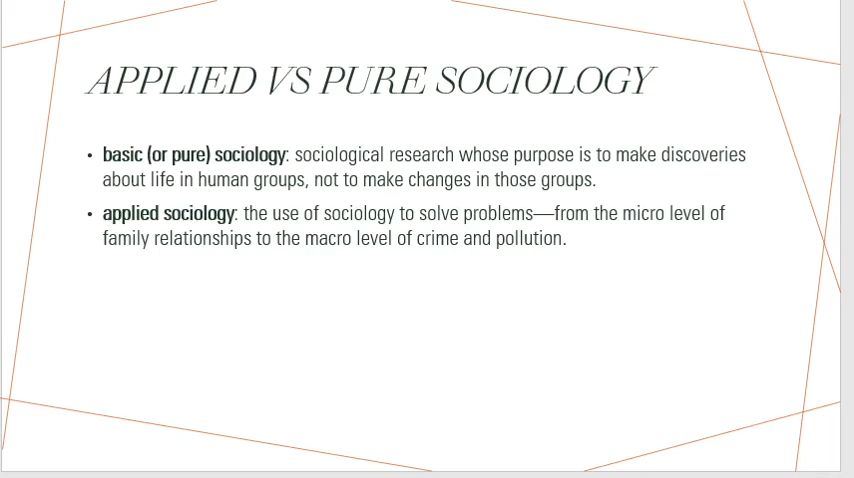 APPLIED VS PURE SOCIOLOGY
• basic (or pure) sociology: sociological research whose purpose is to make discoveries
about life in human groups, not to make changes in those groups.
• applied sociology: the use of sociology to solve problems—from the micro level of
family relationships to the macro level of crime and pollution.